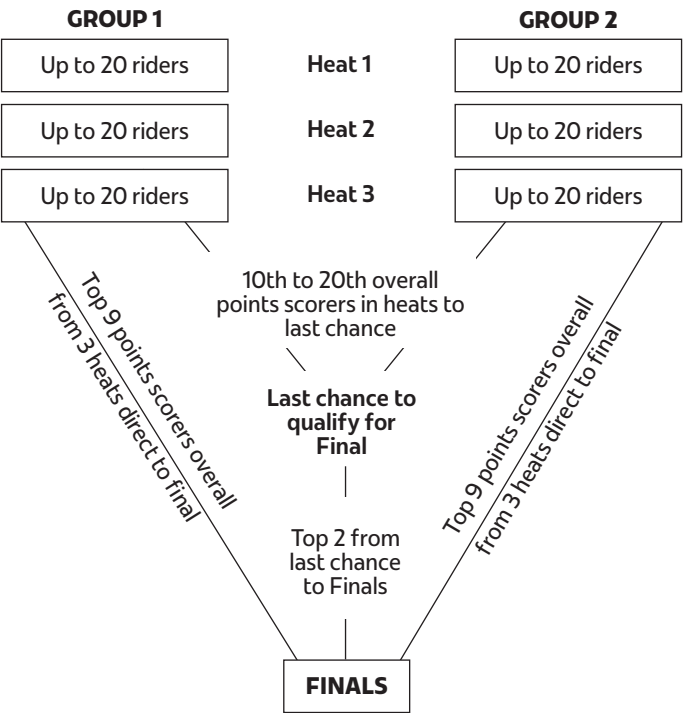 GROUP 1
GROUP 2
Up to 20 riders
Heat 1
Up to 20 riders
Up to 20 riders
Heat 2
Up to 20 riders
Up to 20 riders
Heat 3
Up to 20 riders
10th to 20th overall
points scorers in heats to
last chance
Top 9 points scorers overall
from 3 heats direct to final
Top 9 points scorers overall
from 3 heats direct to final
Last chance to
qualify for
Final
Top 2 from
last chance
to Finals
FINALS